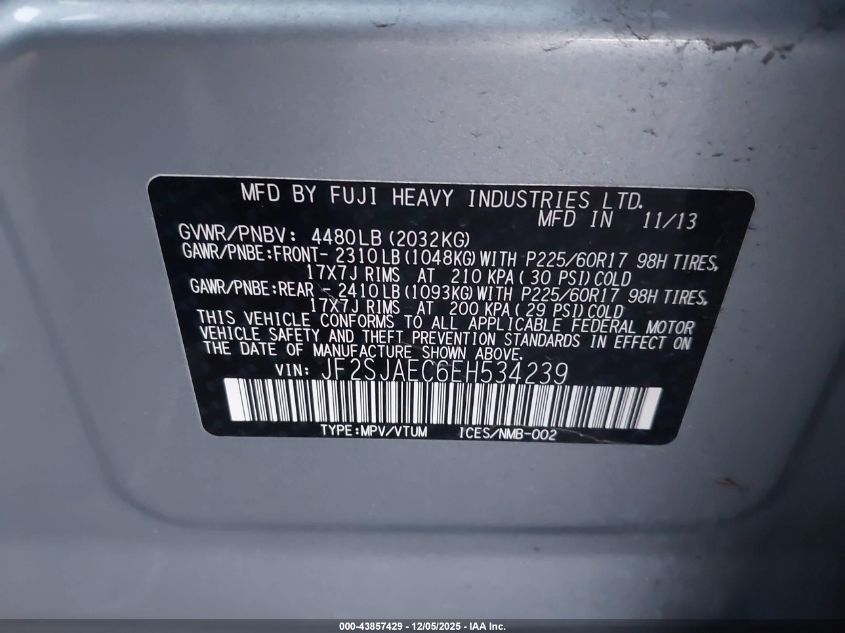 MFD BY FUJI HEAVY INDUSTRIES LTD.
MFD IN 11/13
GVWR/PNBV: 4480LB (2032KG)
GAWR/PNBE:FRONT- 2310LB (1048KG) WITH P225/60R17 98H TIRES,
17X7J RIMS AT 210 KPA (30 PSI) COLD
GAWR/PNBE:REAR - 2410LB (1093KG) WITH P225/60R17 98H TIRES,
17X7J RIMS AT 200 KPA (29 PSI) COLD
THIS VEHICLE CONFORMS TO ALL APPLICABLE FEDERAL MOTOR
VEHICLE SAFETY AND THEFT PREVENTION STANDARDS IN EFFECT ON
THE DATE OF MANUFACTURE SHOWN ABOVE.
VIN: JF2SJAEC6EH534239
TYPE:MPV/VTUM ICES/NMB-002
000-43857429 - 12/05/2025 - IAA Inc.